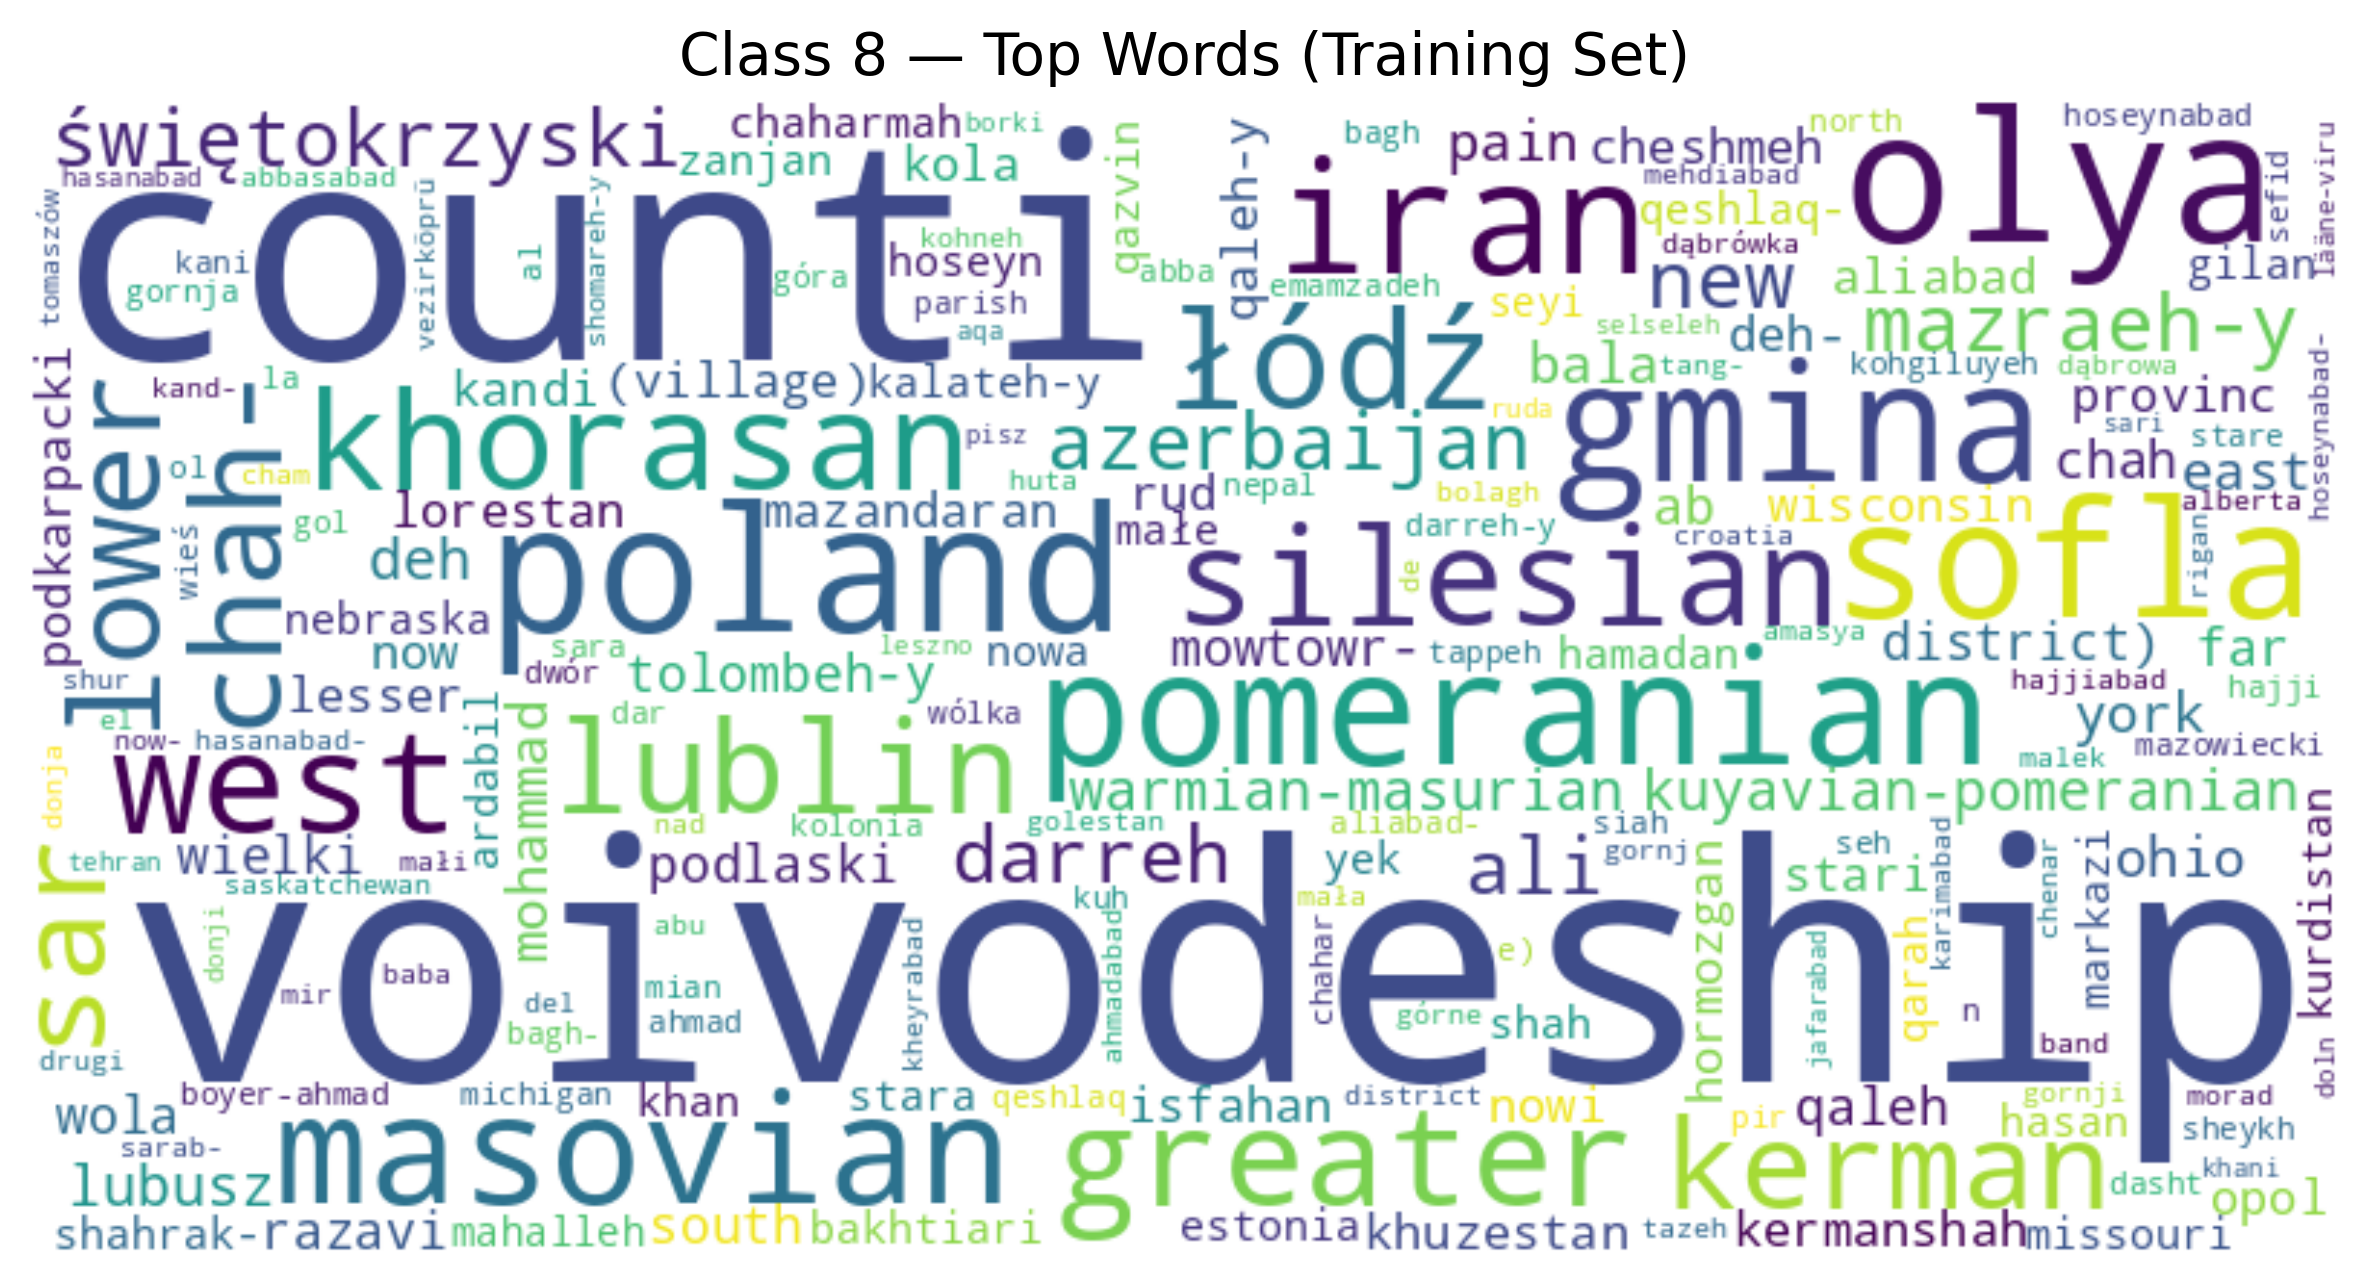 Class 8 — Top Words (Training Set)
świętokrzyski
chaharmah
borki
zanjan
kola
hasanabad
abbasabad
counti
tomaszów
kani
gornja
vezirköprü
al
shomareh-y
góra
kohneh
hoseyn
parish
aqa
qazvin
abba
qaleh-y
bagh
pain
cheshmeh
north
mehdiabad
hoseynabad
olya
iran
qeshlaq-
dąbrówka
new
aliabad
gilan
sefid
lääne-viru
emamzadeh
seyi
selseleh
deh-
mazraeh-y
łódź
bala
tang-
kohgiluyeh
dąbrowa
hoseynabad-
podkarpacki
lower
kand-
la
chah-
kandi
(village)
kalateh-y
khorasan
pisz
azerbaijan
ruda
gmina
provinc
sari
stare
chah
east
ol
cham
huta
rud
nepal
bolagh
ab
wisconsin
alberta
wieś
gol
lorestan
mazandaran
małe
darreh-y
croatia
sofla
rigan
deh
poland
silesian
de
nebraska
now
sara
leszno
nowa
mowtowr-
tappeh
hamadan
amasya
district)
far
shur
lesser
dwór
tolombeh-y
pomeranian
hajjiabad
hajji
el
ardabil
mohammad
dar
wólka
york
now-
hasanabad-
donja
west
lublin
malek
mazowiecki
warmian-masurian
kuyavian-pomeranian
nad
kolonia
golestan
aliabad-
siah
kurdistan
tehran
wielki
mali
podlaski
darreh
yek
ali
gornj
hormozgan
seh
stari
karimabad
chenar
markazi
ohio
sar
saskatchewan
kuh
mała
voivodeship
donji
mir
baba
abu
mian
del
ahmad
bagh-
kheyrabad
ahmadabad
chahar
e)
górne
shah
jafarabad
qarah
n
band
doln
drugi
boyer-ahmad
michigan
khan
stara
qeshlaq
isfahan
district
nowi
pir
qaleh
gornji
hasan
morad
wola
sarab-
masovian
greater
kerman
sheykh
khani
lubusz
dasht
opol
shahrak-
razavi
mahalleh
south
bakhtiari
estonia
khuzestan
tazeh
kermanshah
missouri